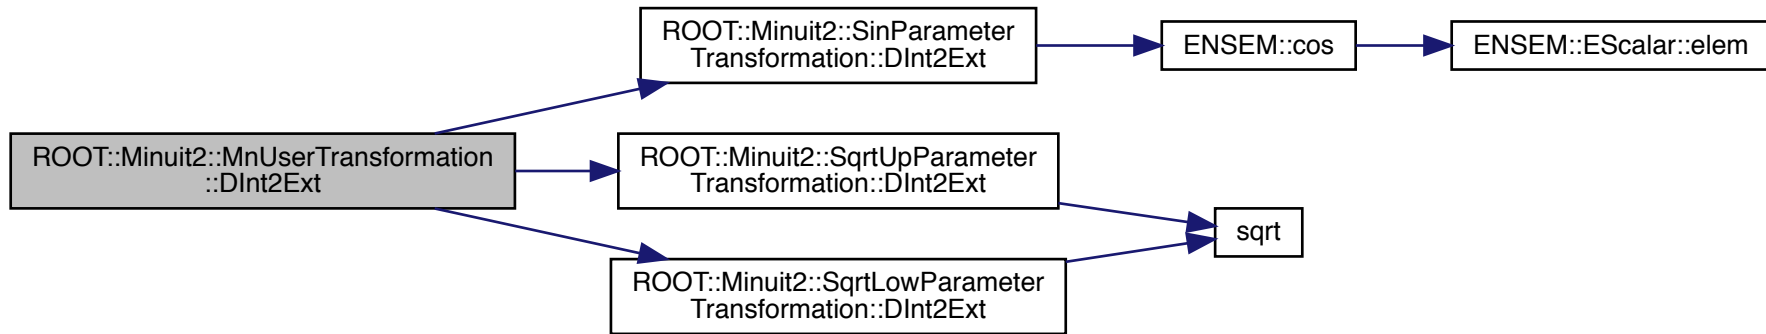 ROOT::Minuit2::MnUserTransformation
::DInt2Ext
ROOT::Minuit2::SinParameter
Transformation::DInt2Ext
ENSEM::cos
ENSEM::EScalar::elem
ROOT::Minuit2::SqrtUpParameter
Transformation::DInt2Ext
sqrt
ROOT::Minuit2::SqrtLowParameter
Transformation::DInt2Ext